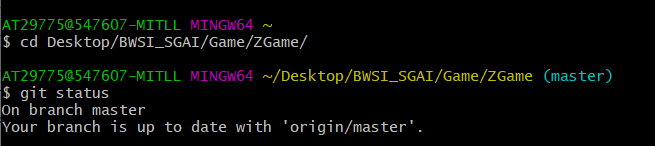 AT29775@547607-MITLL MINGW64 ~
$ cd Desktop/BWSI_SGAI/Game/ZGame/
AT29775@547607-MITLL MINGW64 ~/Desktop/BWSI_SGAI/Game/ZGame (master)
$ git status
On branch master
Your branch is up to date with 'origin/master'.